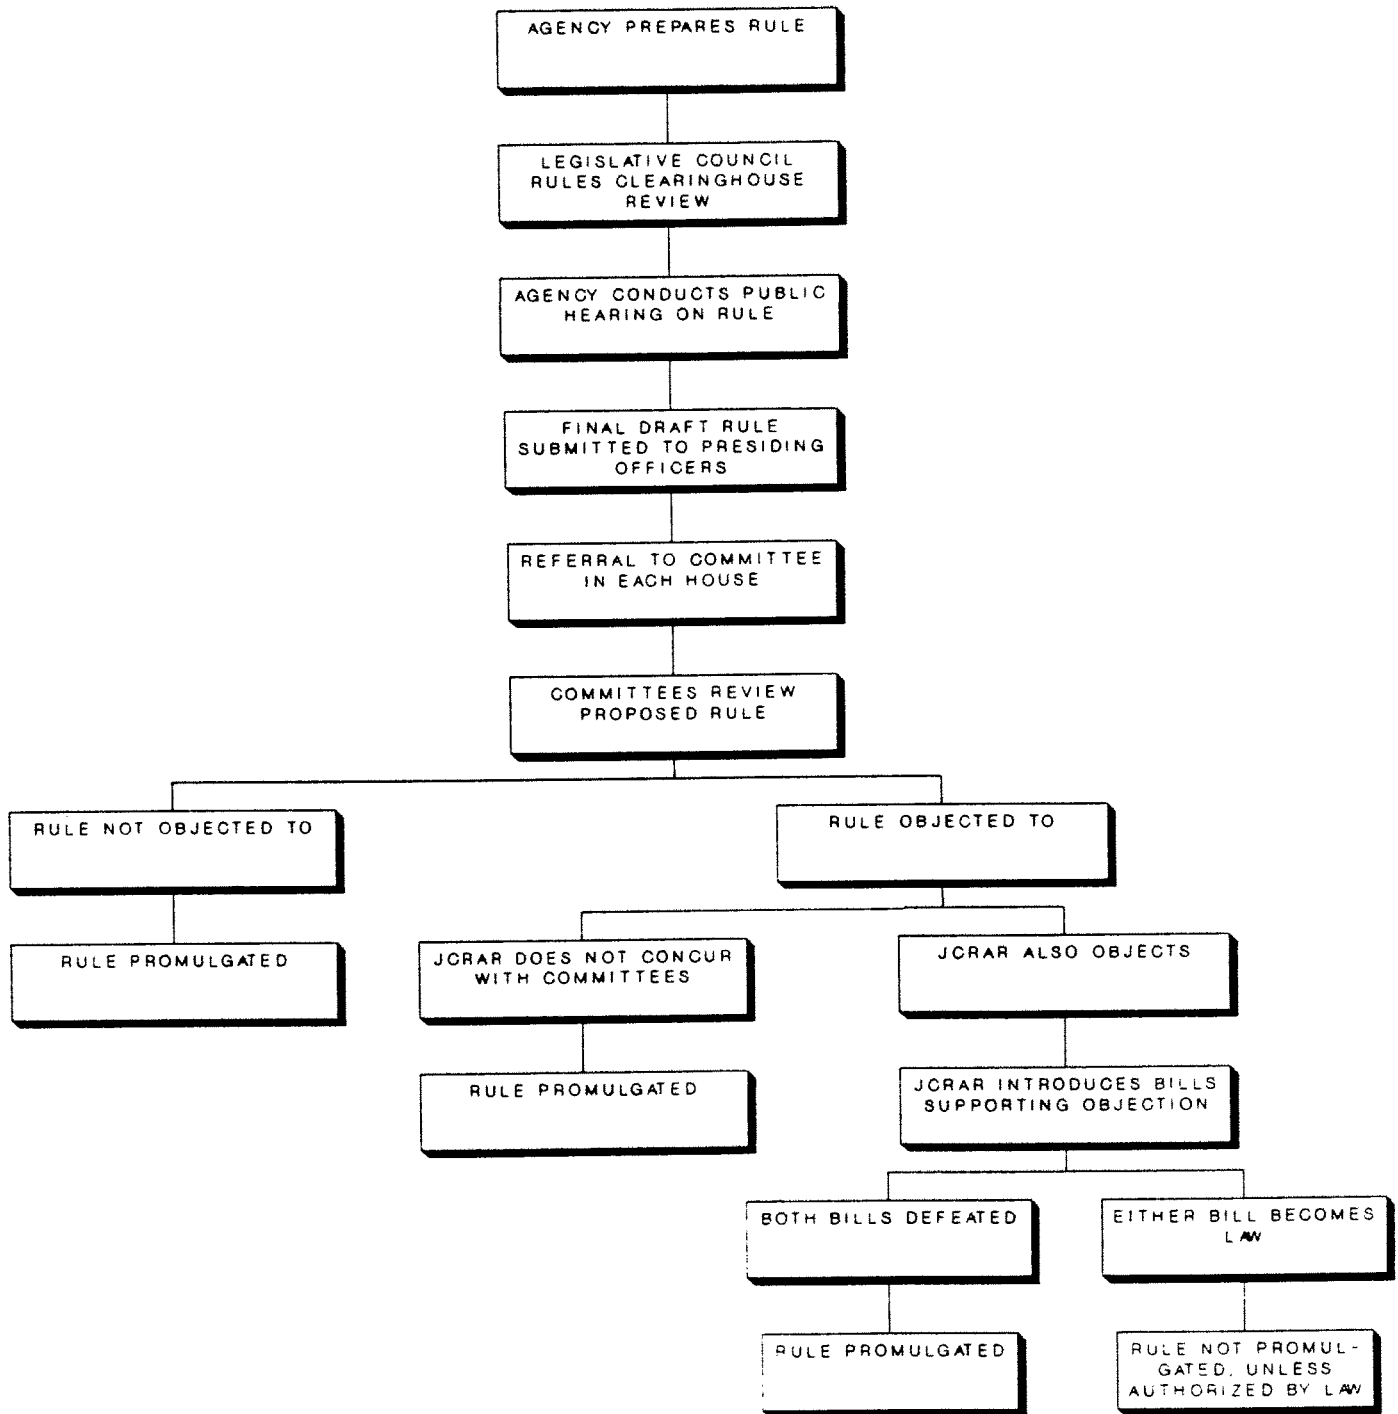 AGENCY PREPARES RULE
LEGISLATIVE COUNCIL
RULES CLEARINGHOUSE
REVIEW
AGENCY CONDUCTS PUBLIC
HEARING ON RULE
FINAL DRAFT RULE
SUBMITTED TO PRESIDING
OFFICERS
REFERRAL TO COMMITTEE
IN EACH HOUSE
COMMITTEES REVIEW
PROPOSED RULE
RULE NOT OBJECTED TO
RULE OBJECTED TO
RULE PROMULGATED
JCRAR DOES NOT CONCUR
WITH COMMITTEES
JCRAR ALSO OBJECTS
RULE PROMULGATED
JCRAR INTRODUCES BILLS
SUPPORTING OBJECTION
BOTH BILLS DEFEATED
EITHER BILL BECOMES
LAW
RULE PROMULGATED
RULE NOT PROMUL-
GATED, UNLESS
AUTHORIZED BY LAW